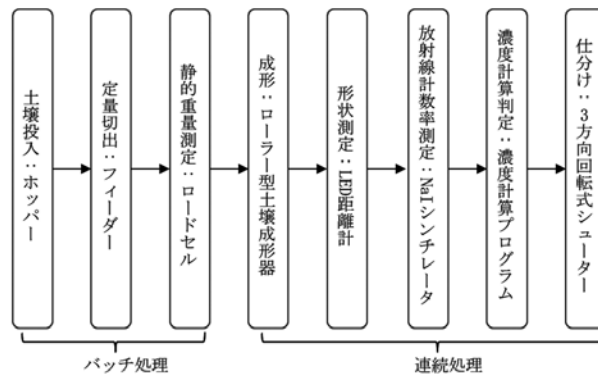 土壌投入：ホッパー
定量切出：フィーダー
静的重量測定：ロードセル
成形：ローラー型土壌成形器
形状測定：LED距離計
放射線計数率測定：NaIシンチレータ
濃度計算判定：濃度計算プログラム
仕分け：3方向回転式シューター
バッチ処理
連続処理